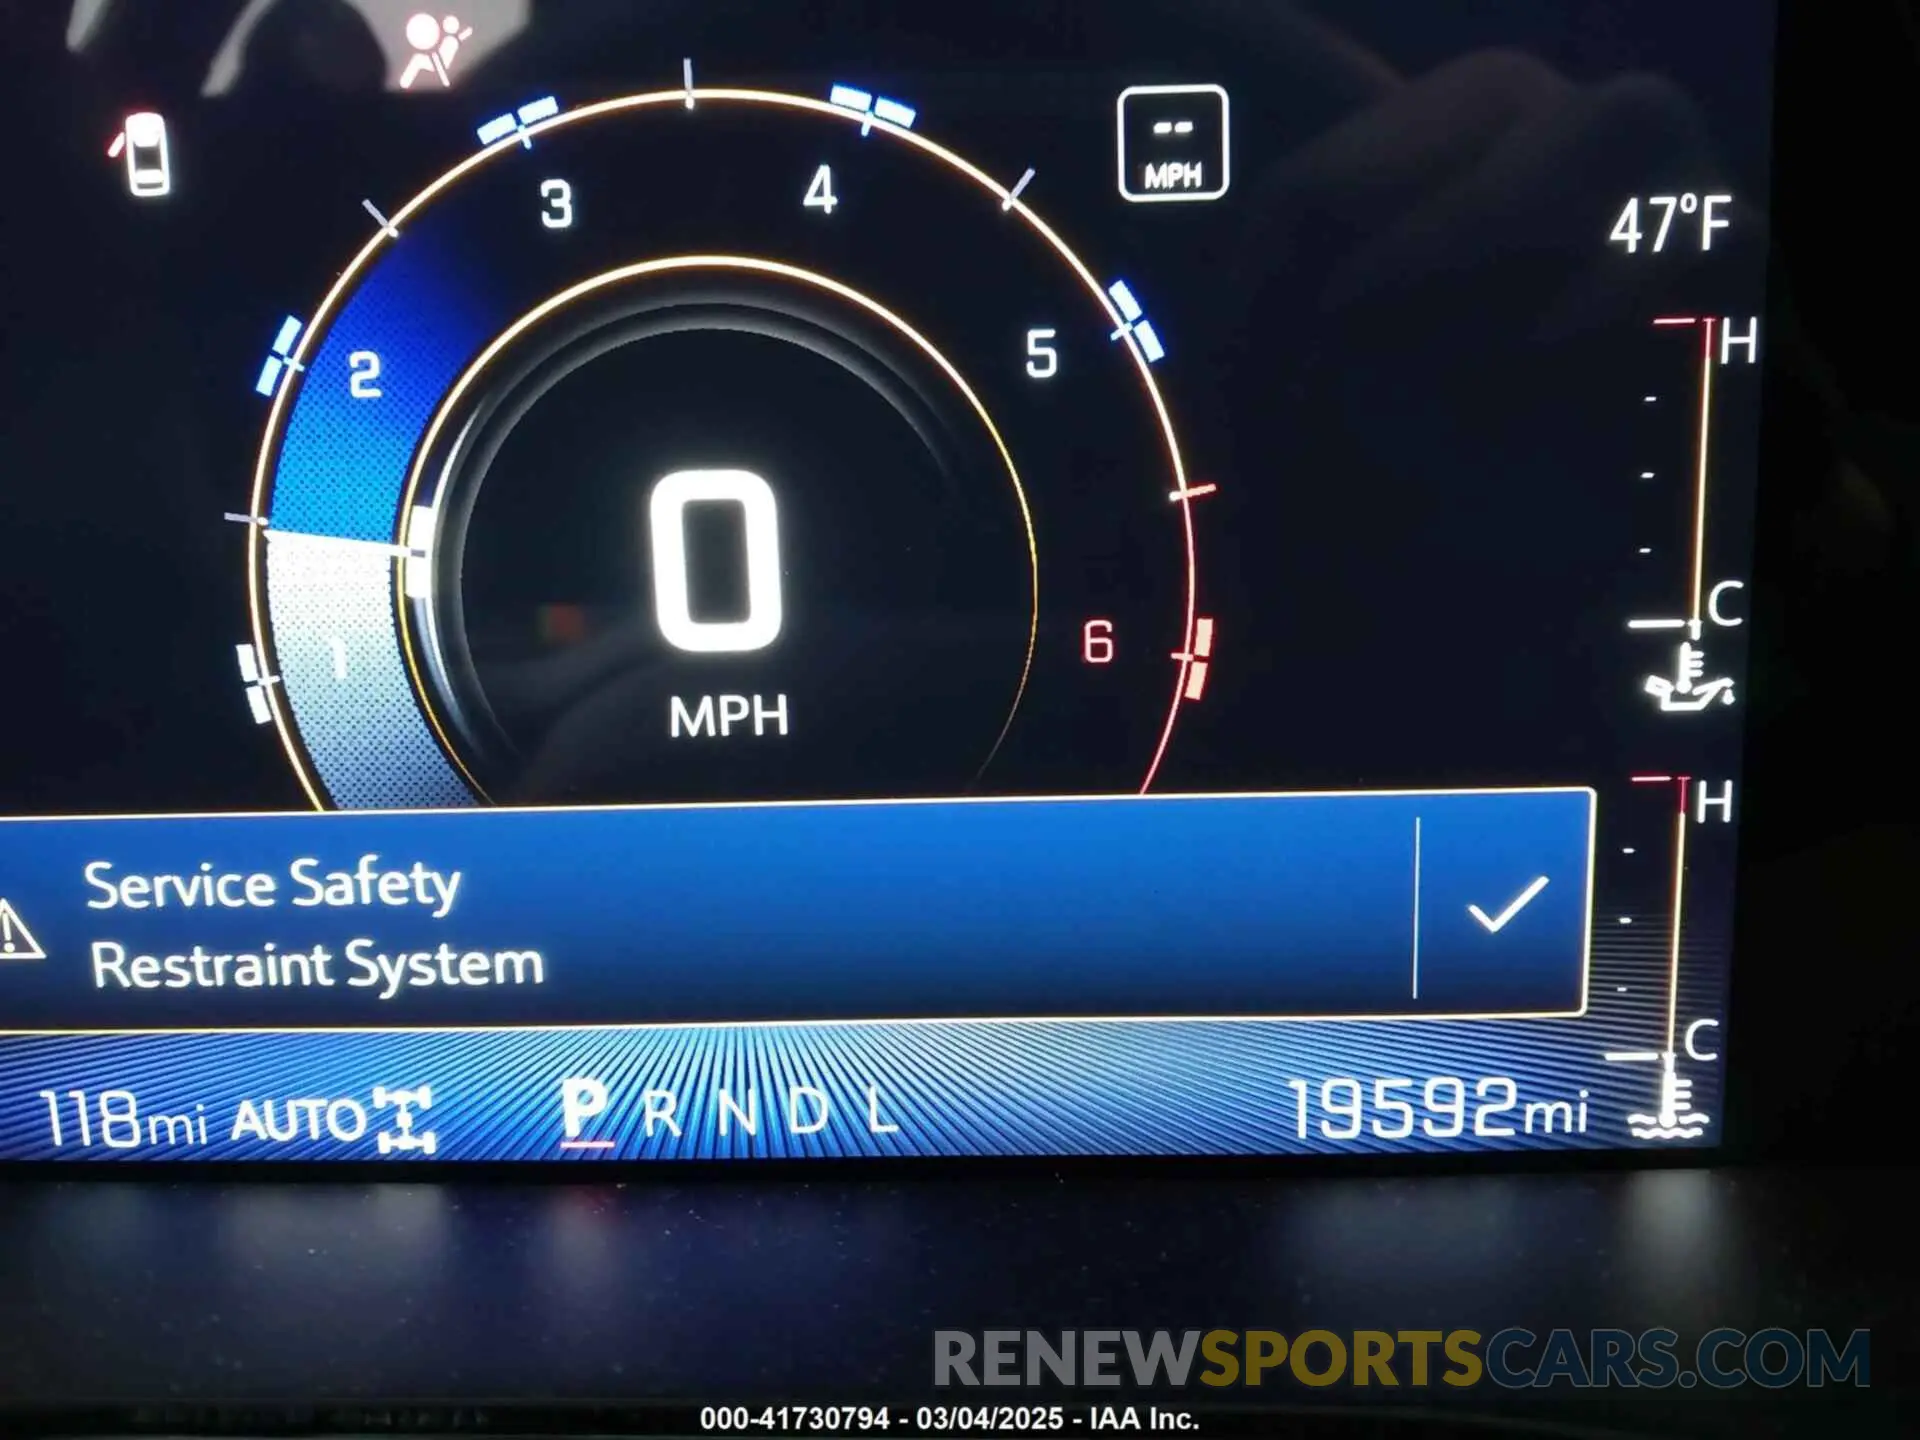 -- MPH
47°F
3
4
2
5
H
0
1
6
C
MPH
H
Service Safety
Restraint System
C
118mi AUTO P R N D L 19592mi
RENEWSPORTSCARS.COM
000-41730794 - 03/04/2025 - IAA Inc.